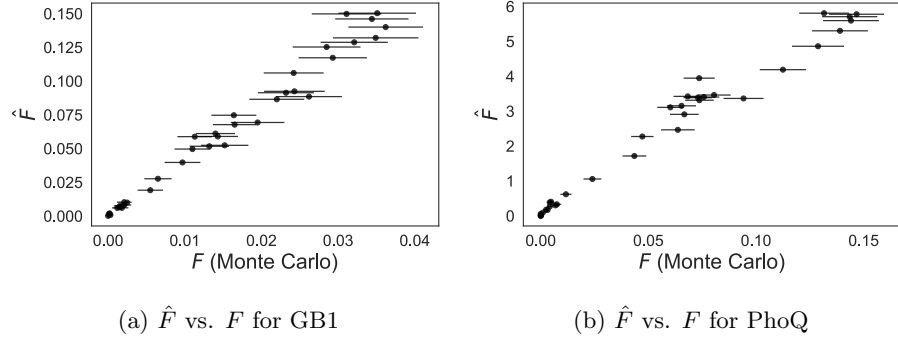 0.150
0.125
0.100
0.075
0.050
0.025
0.000
F̂
0.00 0.01 0.02 0.03 0.04
F (Monte Carlo)
6
5
4
3
2
1
0
F̂
0.00 0.05 0.10 0.15
F (Monte Carlo)
(a) F̂ vs. F for GB1
(b) F̂ vs. F for PhoQ